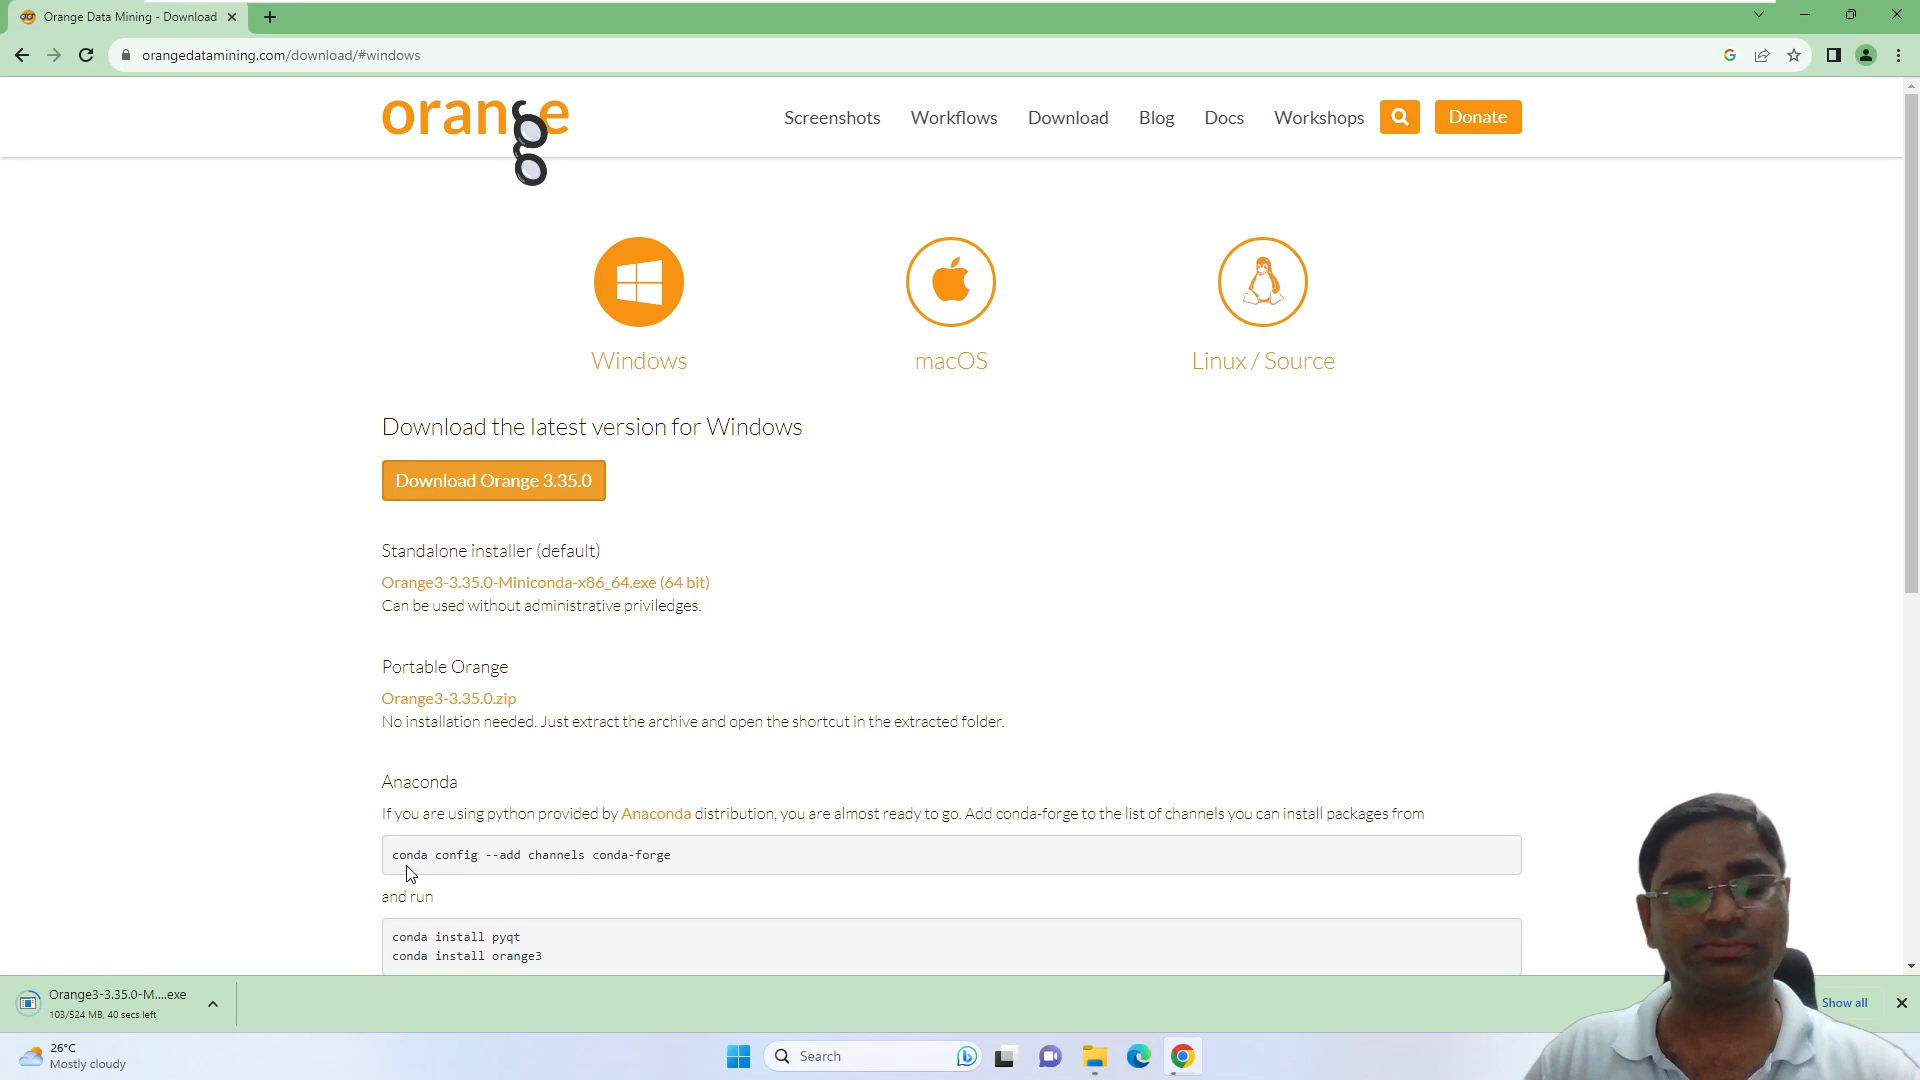 Orange Data Mining - Download
orangedatamining.com/download/#windows
orange
Screenshots
Workflows
Download
Blog
Docs
Workshops
Donate
Windows
macOS
Linux / Source
Download the latest version for Windows
Download Orange 3.35.0
Standalone installer (default)
Orange3-3.35.0-Miniconda-x86_64.exe (64 bit)
Can be used without administrative priviledges.
Portable Orange
Orange3-3.35.0.zip
No installation needed. Just extract the archive and open the shortcut in the extracted folder.
Anaconda
If you are using python provided by Anaconda distribution, you are almost ready to go. Add conda-forge to the list of channels you can install packages from
conda config --add channels conda-forge
and run
conda install pyqt
conda install orange3
Orange3-3.35.0-M....exe
103/524 MB, 40 secs left
Show all
26°C
Mostly cloudy
Search